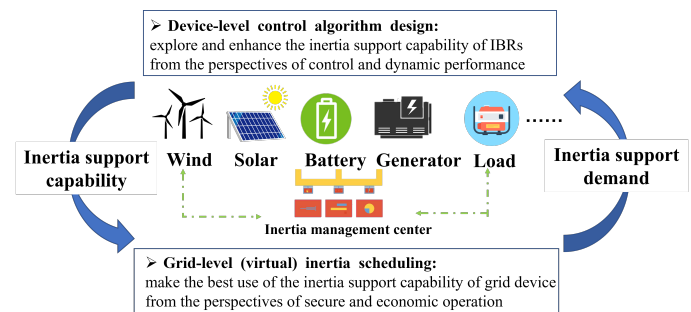 ➢ Device-level control algorithm design:
explore and enhance the inertia support capability of IBRs
from the perspectives of control and dynamic performance
Inertia support
capability
Wind Solar Battery Generator Load ......
Inertia support
demand
Inertia management center
➢ Grid-level (virtual) inertia scheduling:
make the best use of the inertia support capability of grid device
from the perspectives of secure and economic operation